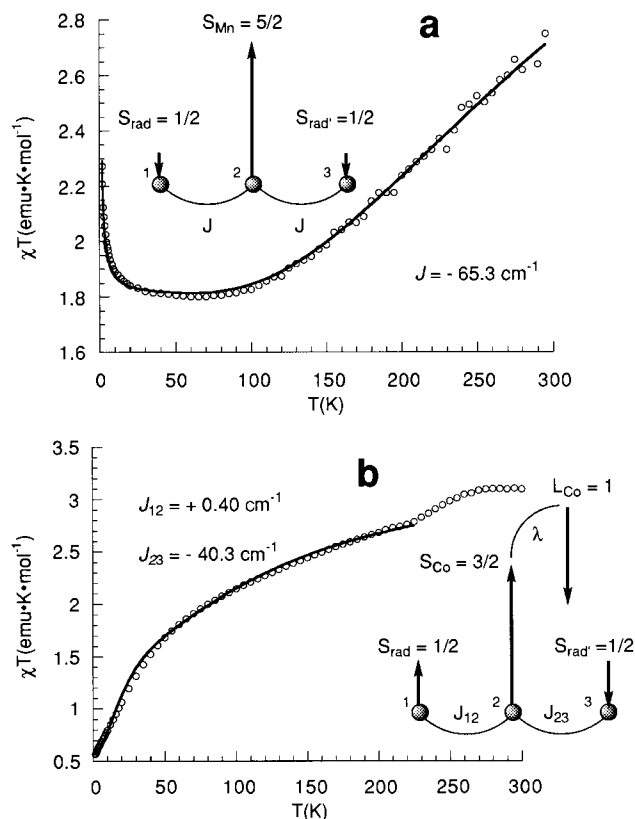 a
S_Mn = 5/2
S_rad = 1/2
S_rad' = 1/2
1
2
3
J
J
J = - 65.3 cm⁻¹
χT(emu•K•mol⁻¹)
2.8
2.6
2.4
2.2
2
1.8
1.6
0 50 100 150 200 250 300
T(K)
b
J₁₂ = + 0.40 cm⁻¹
J₂₃ = - 40.3 cm⁻¹
L_Co = 1
λ
S_Co = 3/2
S_rad = 1/2
S_rad' = 1/2
1
2
3
J₁₂
J₂₃
χT(emu•K•mol⁻¹)
3.5
3
2.5
2
1.5
1
0.5
0 50 100 150 200 250 300
T(K)